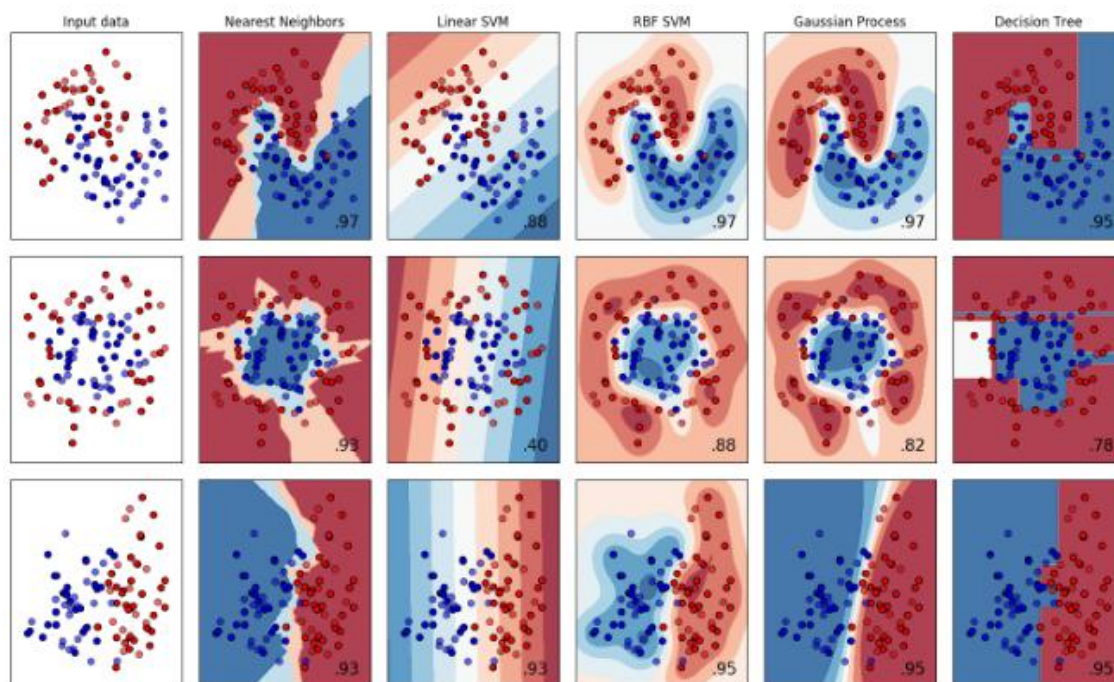 Input data Nearest Neighbors Linear SVM RBF SVM Gaussian Process Decision Tree
.97 .88 .97 .97 .95
.93 .40 .88 .82 .78
.93 .93 .95 .95 .95